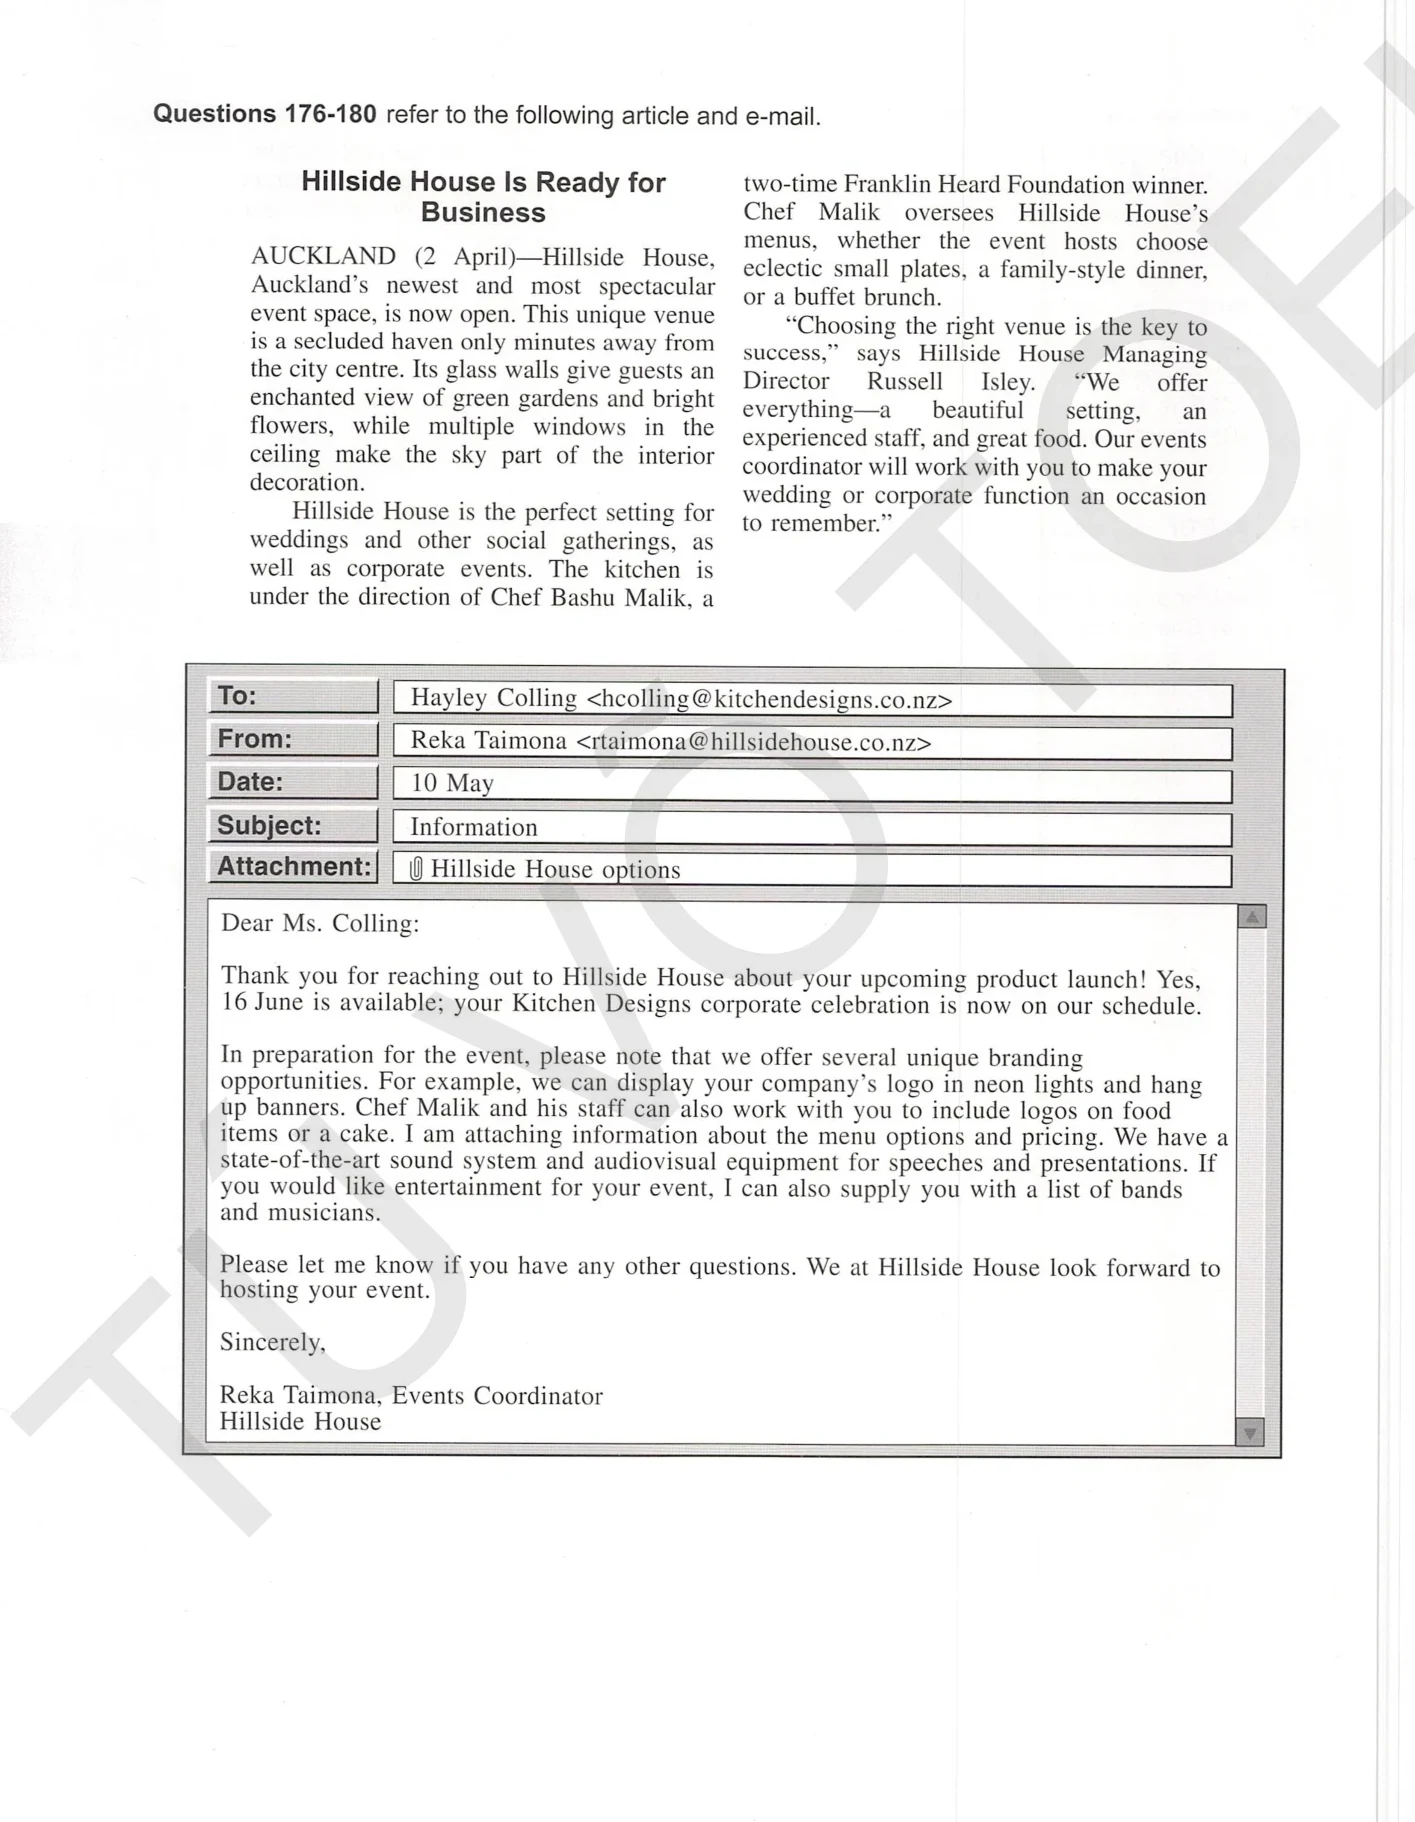 Questions 176-180 refer to the following article and e-mail.
Hillside House Is Ready for
Business
AUCKLAND (2 April)—Hillside House,
Auckland's newest and most spectacular
event space, is now open. This unique venue
is a secluded haven only minutes away from
the city centre. Its glass walls give guests an
enchanted view of green gardens and bright
flowers, while multiple windows in the
ceiling make the sky part of the interior
decoration.
Hillside House is the perfect setting for
weddings and other social gatherings, as
well as corporate events. The kitchen is
under the direction of Chef Bashu Malik, a
two-time Franklin Heard Foundation winner.
Chef Malik oversees Hillside House's
menus, whether the event hosts choose
eclectic small plates, a family-style dinner,
or a buffet brunch.
“Choosing the right venue is the key to
success,” says Hillside House Managing
Director Russell Isley. “We offer
everything—a beautiful setting, an
experienced staff, and great food. Our events
coordinator will work with you to make your
wedding or corporate function an occasion
to remember.”
To: Hayley Colling <hcolling@kitchendesigns.co.nz>
From: Reka Taimona <rtaimona@hillsidehouse.co.nz>
Date: 10 May
Subject: Information
Attachment: Hillside House options
Dear Ms. Colling:
Thank you for reaching out to Hillside House about your upcoming product launch! Yes,
16 June is available; your Kitchen Designs corporate celebration is now on our schedule.
In preparation for the event, please note that we offer several unique branding
opportunities. For example, we can display your company's logo in neon lights and hang
up banners. Chef Malik and his staff can also work with you to include logos on food
items or a cake. I am attaching information about the menu options and pricing. We have a
state-of-the-art sound system and audiovisual equipment for speeches and presentations. If
you would like entertainment for your event, I can also supply you with a list of bands
and musicians.
Please let me know if you have any other questions. We at Hillside House look forward to
hosting your event.
Sincerely,
Reka Taimona, Events Coordinator
Hillside House
TỰ VÕ TOE